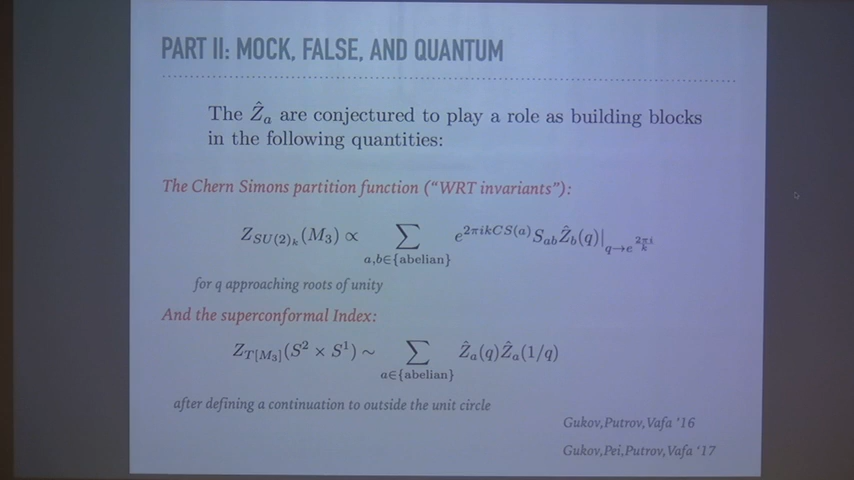 PART II: MOCK, FALSE, AND QUANTUM
The Ẑ_a are conjectured to play a role as building blocks
in the following quantities:
The Chern Simons partition function ("WRT invariants"):
Z_{SU(2)_k}(M_3) ∝ ∑_{a,b∈{abelian}} e^{2πikCS(a)} S_{ab} Ẑ_b(q)|_{q→e^{2πi/k}}
for q approaching roots of unity
And the superconformal Index:
Z_{T[M_3]}(S^2 × S^1) ∼ ∑_{a∈{abelian}} Ẑ_a(q)Ẑ_a(1/q)
after defining a continuation to outside the unit circle
Gukov,Putrov,Vafa '16
Gukov,Pei,Putrov,Vafa '17